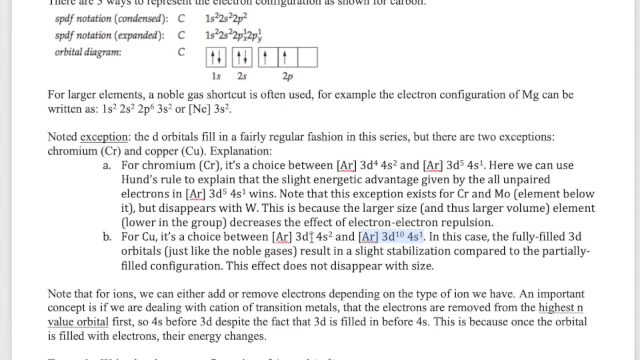 There are 3 ways to represent the electron configuration as shown for carbon:
spdf notation (condensed): C 1s²2s²2p²
spdf notation (expanded): C 1s²2s²2p¹ₓ2p¹ᵧ
orbital diagram: C
1s 2s 2p
For larger elements, a noble gas shortcut is often used, for example the electron configuration of Mg can be
written as: 1s² 2s² 2p⁶ 3s² or [Ne] 3s².
Noted exception: the d orbitals fill in a fairly regular fashion in this series, but there are two exceptions:
chromium (Cr) and copper (Cu). Explanation:
a. For chromium (Cr), it's a choice between [Ar] 3d⁴ 4s² and [Ar] 3d⁵ 4s¹. Here we can use
Hund's rule to explain that the slight energetic advantage given by the all unpaired
electrons in [Ar] 3d⁵ 4s¹ wins. Note that this exception exists for Cr and Mo (element below
it), but disappears with W. This is because the larger size (and thus larger volume) element
(lower in the group) decreases the effect of electron-electron repulsion.
b. For Cu, it's a choice between [Ar] 3d⁹ 4s² and [Ar] 3d¹⁰ 4s¹. In this case, the fully-filled 3d
orbitals (just like the noble gases) result in a slight stabilization compared to the partially-
filled configuration. This effect does not disappear with size.
Note that for ions, we can either add or remove electrons depending on the type of ion we have. An important
concept is if we are dealing with cation of transition metals, that the electrons are removed from the highest n
value orbital first, so 4s before 3d despite the fact that 3d is filled in before 4s. This is because once the orbital
is filled with electrons, their energy changes.